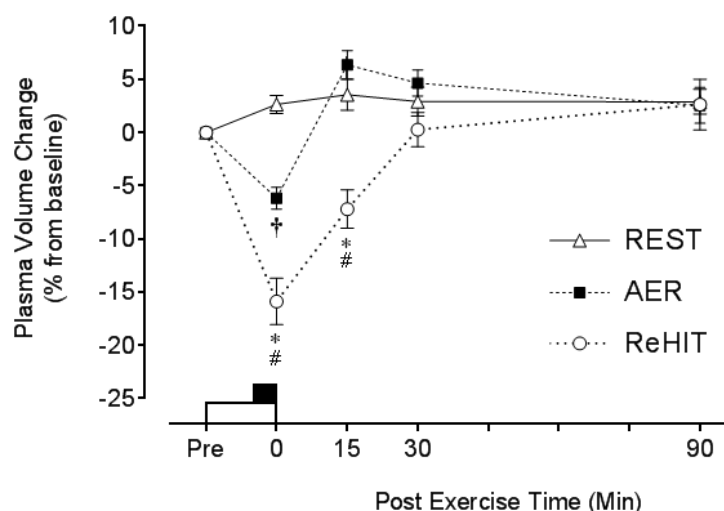 10
5
0
-5
-10
-15
-20
-25
Plasma Volume Change
(% from baseline)
†
*
#
*
#
REST
AER
ReHIT
Pre 0 15 30 90
Post Exercise Time (Min)